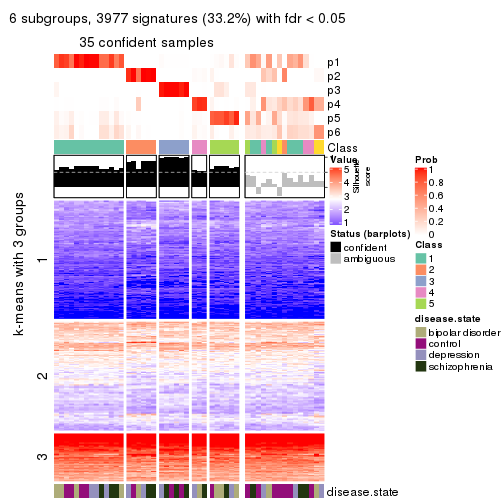 6 subgroups, 3977 signatures (33.2%) with fdr < 0.05
35 confident samples
p1
p2
p3
p4
p5
p6
Class
Silhouette
score
k-means with 3 groups
1
2
3
disease.state
Value
5
4
3
2
1
Status (barplots)
confident
ambiguous
Prob
1
0.8
0.6
0.4
0.2
0
Class
1
2
3
4
5
disease.state
bipolar disorder
control
depression
schizophrenia